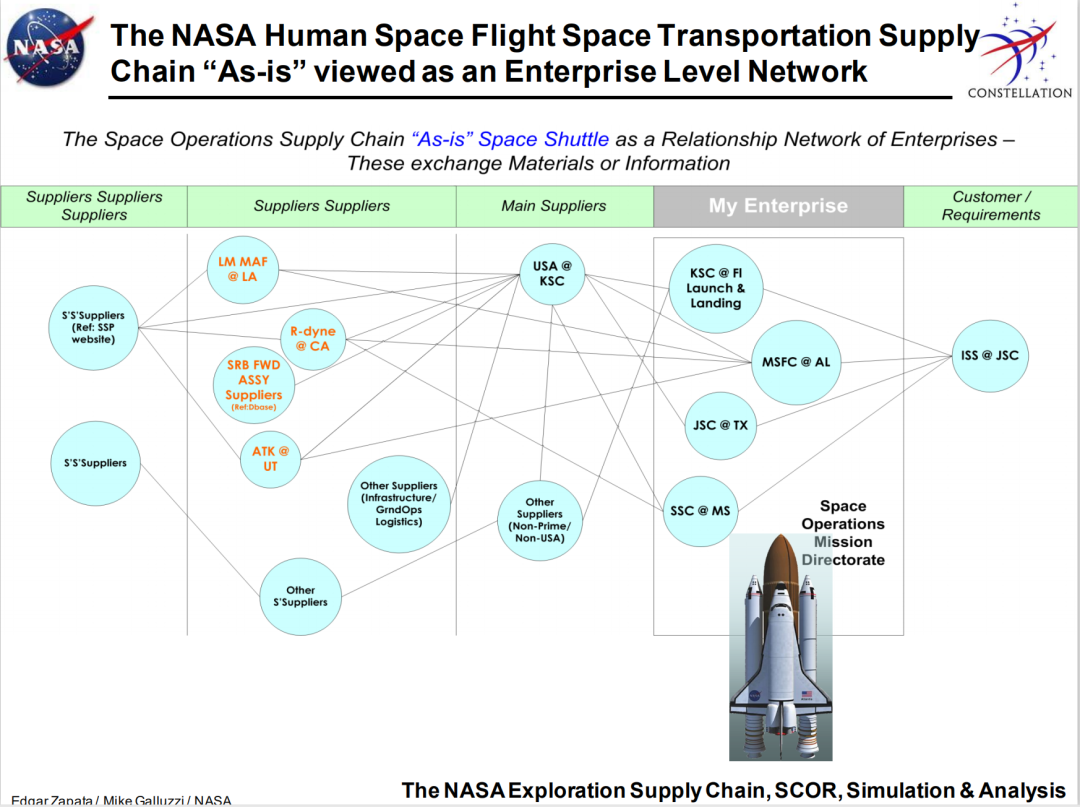 NASA
The NASA Human Space Flight Space Transportation Supply
Chain “As-is” viewed as an Enterprise Level Network
CONSTELLATION
The Space Operations Supply Chain “As-is” Space Shuttle as a Relationship Network of Enterprises –
These exchange Materials or Information
Suppliers Suppliers
Suppliers
Suppliers Suppliers
Main Suppliers
My Enterprise
Customer /
Requirements
S’S’Suppliers
(Ref: SSP
website)
S’S’Suppliers
LM MAF
@ LA
R-dyne
@ CA
SRB FWD
ASSY
Suppliers
(Ref:Dbase)
ATK @
UT
Other Suppliers
(Infrastructure/
GrndOps
Logistics)
Other
S’Suppliers
USA @
KSC
Other
Suppliers
(Non-Prime/
Non-USA)
KSC @ Fl
Launch &
Landing
MSFC @ AL
JSC @ TX
SSC @ MS
Space
Operations
Mission
Directorate
ISS @ JSC
The NASA Exploration Supply Chain, SCOR, Simulation & Analysis
Edgar Zapata / Mike Galluzzi / NASA